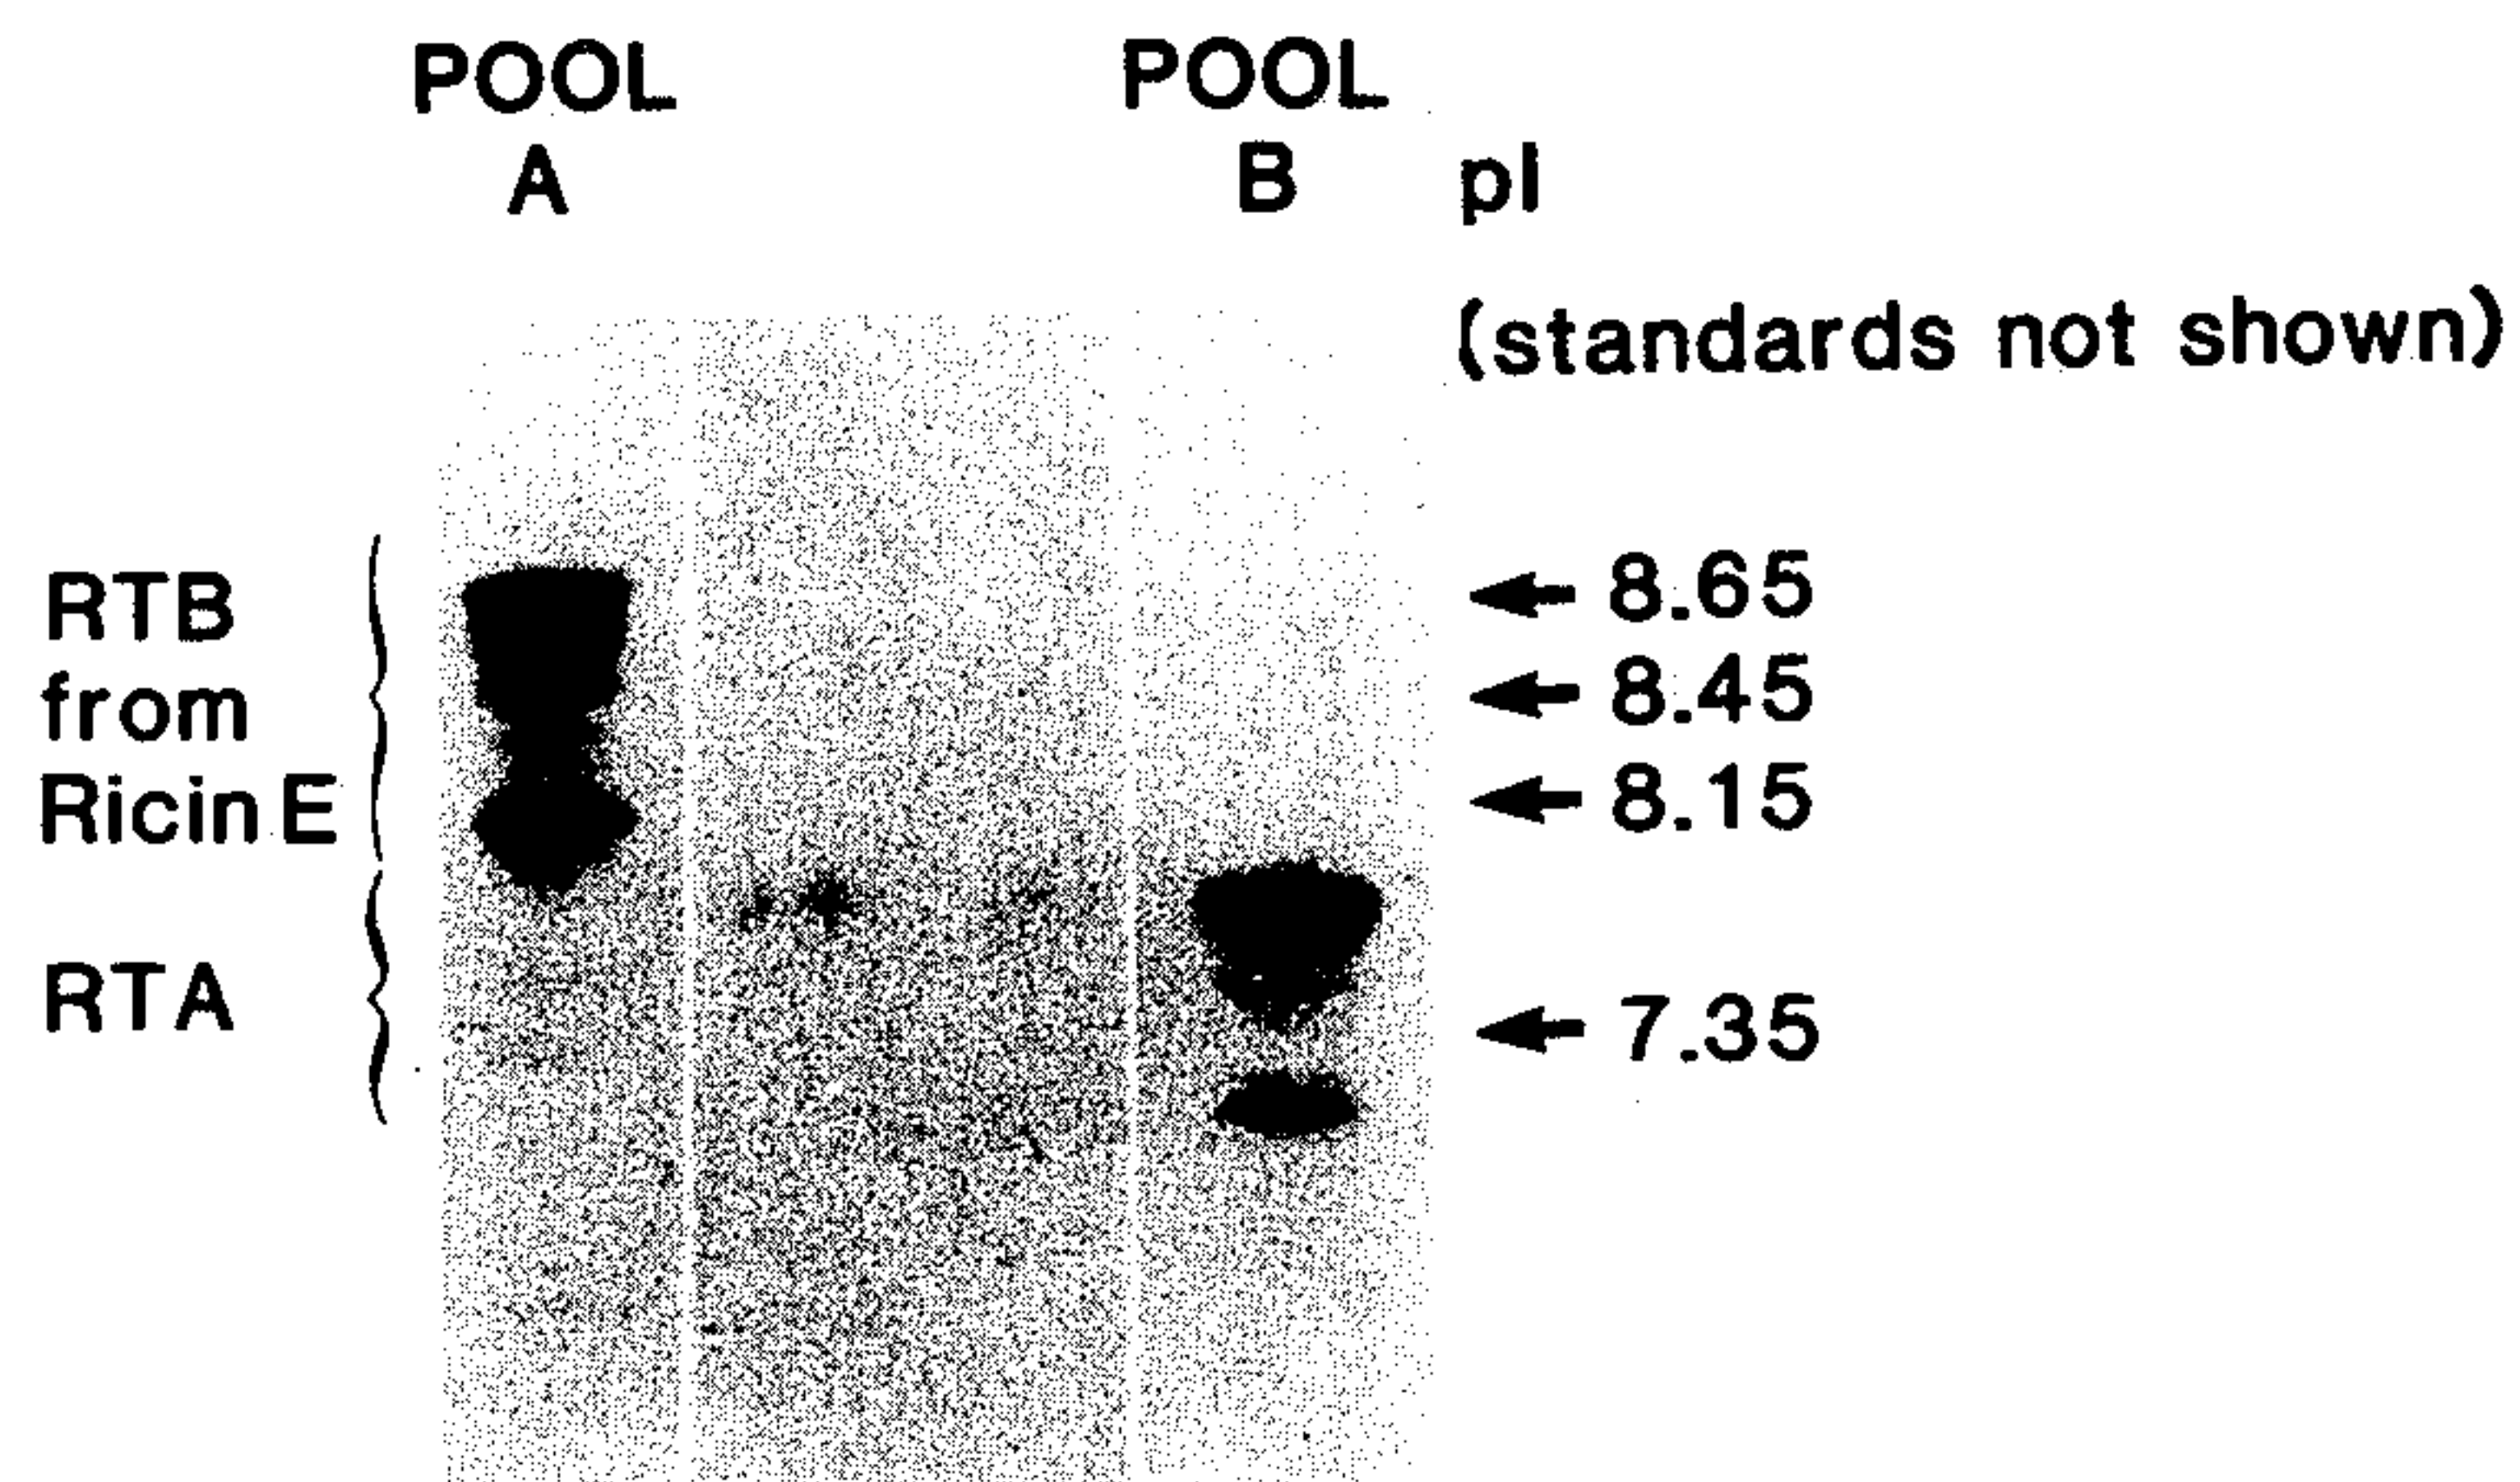 POOL
A
POOL
B
pI
(standards not shown)
RTB
from
Ricin E
RTA
8.65
8.45
8.15
7.35